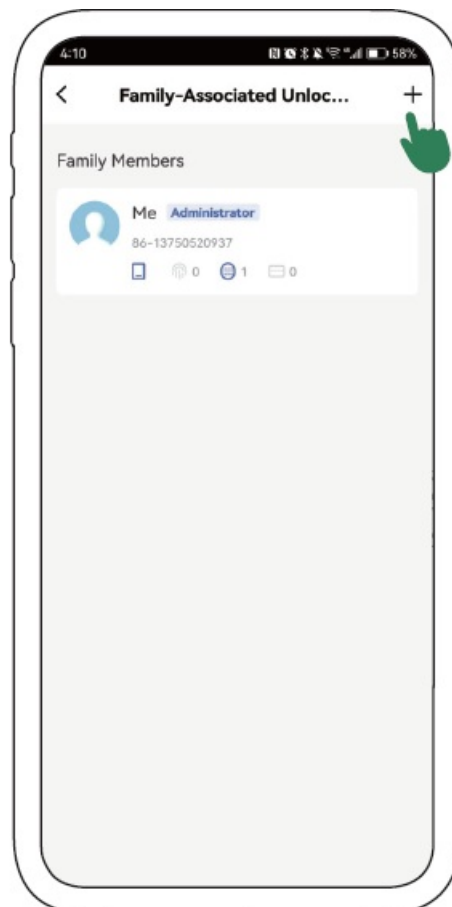 4:10 58%
Family-Associated Unloc...
Family Members
Me Administrator
86-13750520937
0 1 0